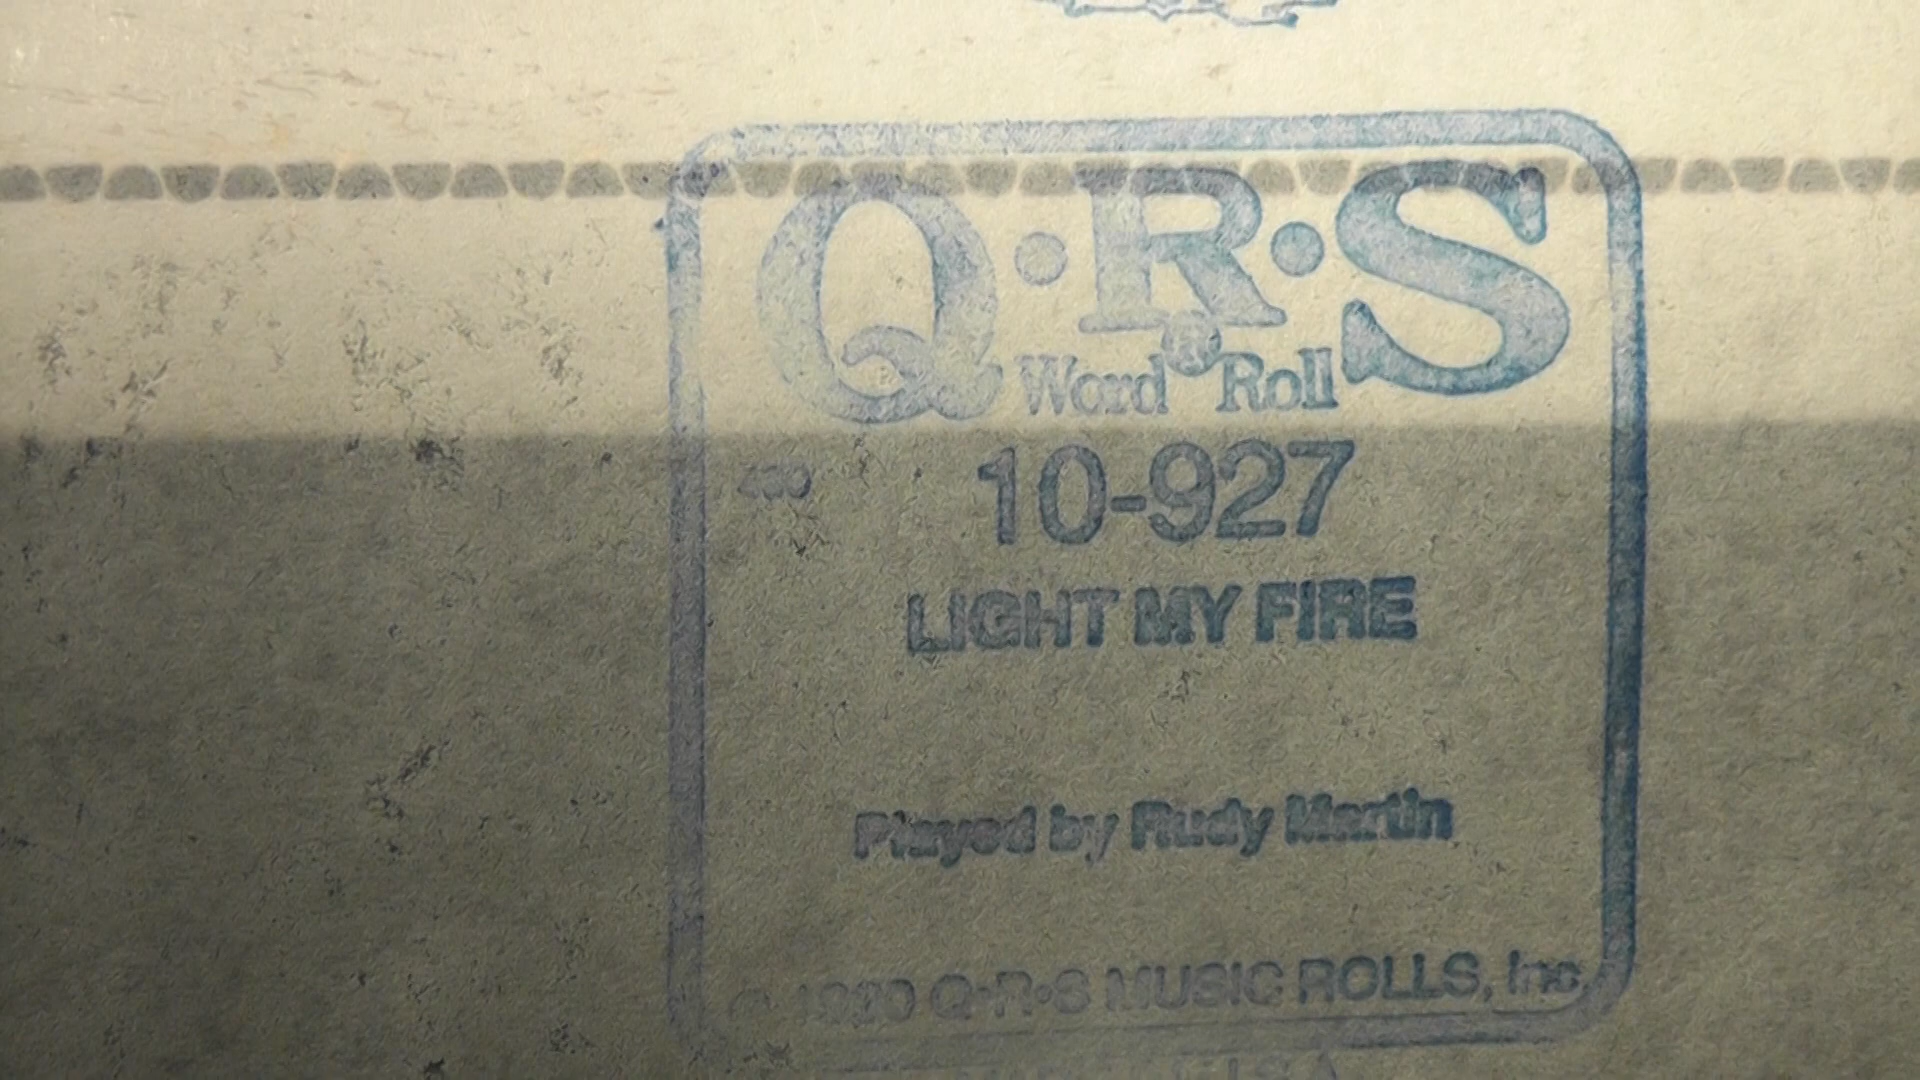 Q·R·S
Word ® Roll
10-927
LIGHT MY FIRE
Played by Rudy Martin
© Q·R·S MUSIC ROLLS, Inc.